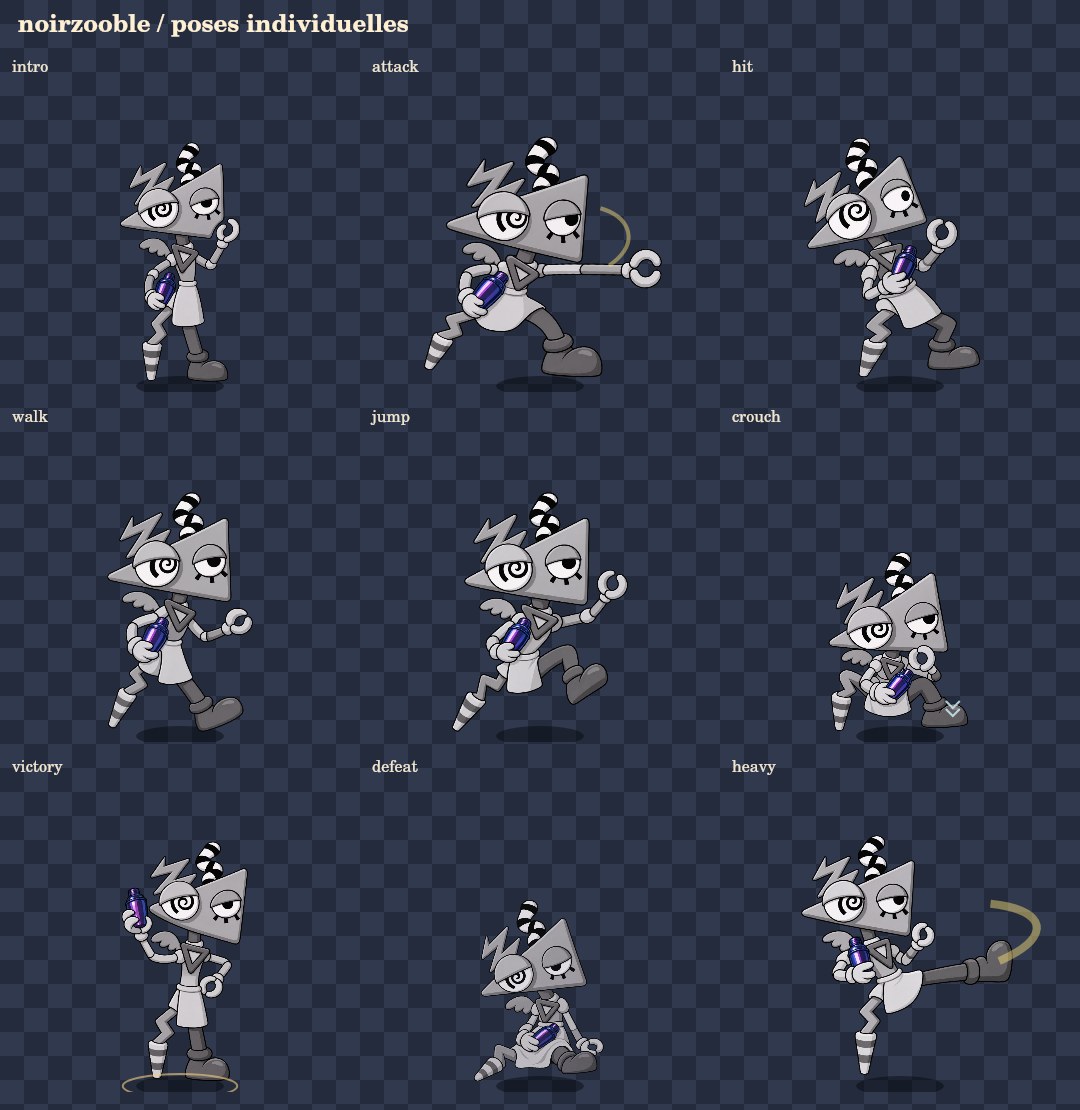 noirzooble / poses individuelles
intro
attack
hit
walk
jump
crouch
victory
defeat
heavy